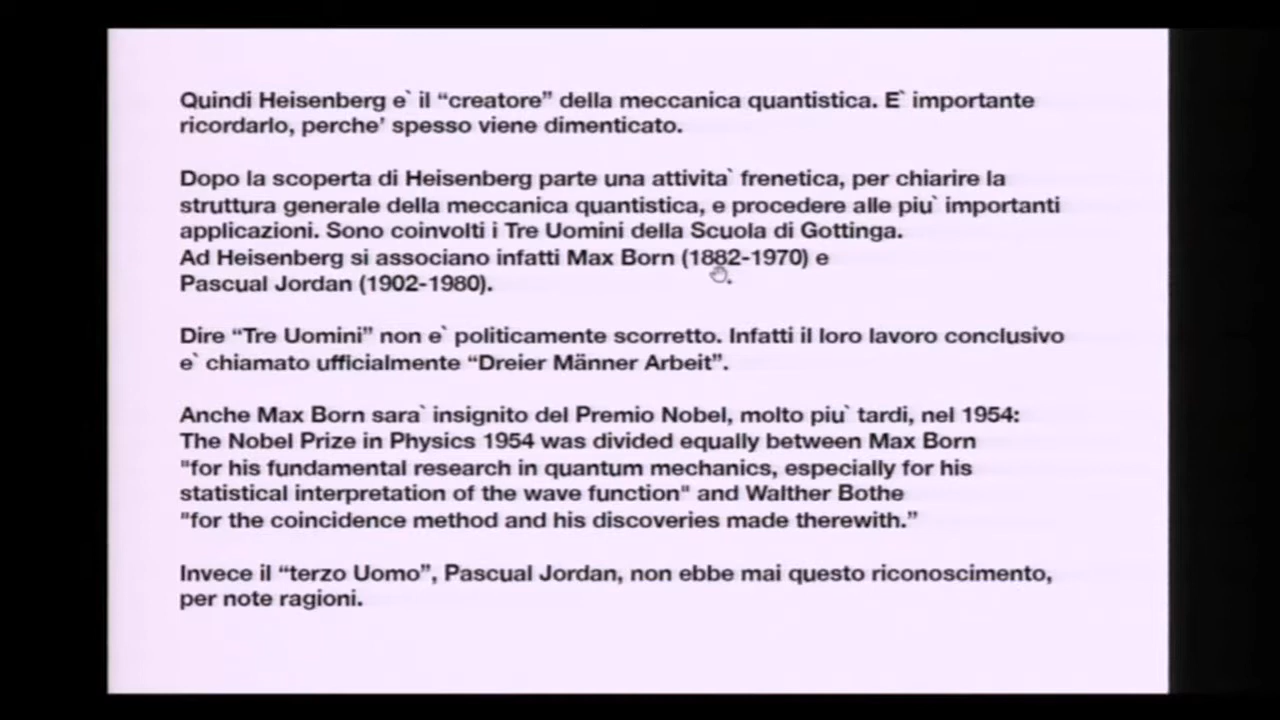 Quindi Heisenberg e` il “creatore” della meccanica quantistica. E` importante
ricordarlo, perche’ spesso viene dimenticato.
Dopo la scoperta di Heisenberg parte una attivita` frenetica, per chiarire la
struttura generale della meccanica quantistica, e procedere alle piu` importanti
applicazioni. Sono coinvolti i Tre Uomini della Scuola di Gottinga.
Ad Heisenberg si associano infatti Max Born (1882-1970) e
Pascual Jordan (1902-1980).
Dire “Tre Uomini” non e` politicamente scorretto. Infatti il loro lavoro conclusivo
e` chiamato ufficialmente “Dreier Männer Arbeit”.
Anche Max Born sara` insignito del Premio Nobel, molto piu` tardi, nel 1954:
The Nobel Prize in Physics 1954 was divided equally between Max Born
"for his fundamental research in quantum mechanics, especially for his
statistical interpretation of the wave function" and Walther Bothe
"for the coincidence method and his discoveries made therewith.”
Invece il “terzo Uomo”, Pascual Jordan, non ebbe mai questo riconoscimento,
per note ragioni.